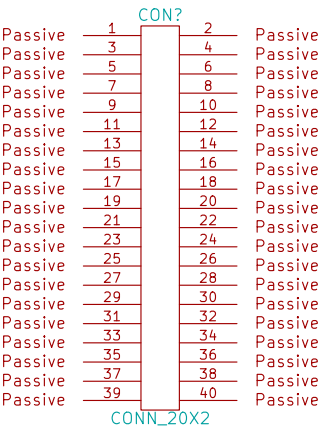 CON?
Passive 1 2 Passive
Passive 3 4 Passive
Passive 5 6 Passive
Passive 7 8 Passive
Passive 9 10 Passive
Passive 11 12 Passive
Passive 13 14 Passive
Passive 15 16 Passive
Passive 17 18 Passive
Passive 19 20 Passive
Passive 21 22 Passive
Passive 23 24 Passive
Passive 25 26 Passive
Passive 27 28 Passive
Passive 29 30 Passive
Passive 31 32 Passive
Passive 33 34 Passive
Passive 35 36 Passive
Passive 37 38 Passive
Passive 39 40 Passive
CONN_20X2